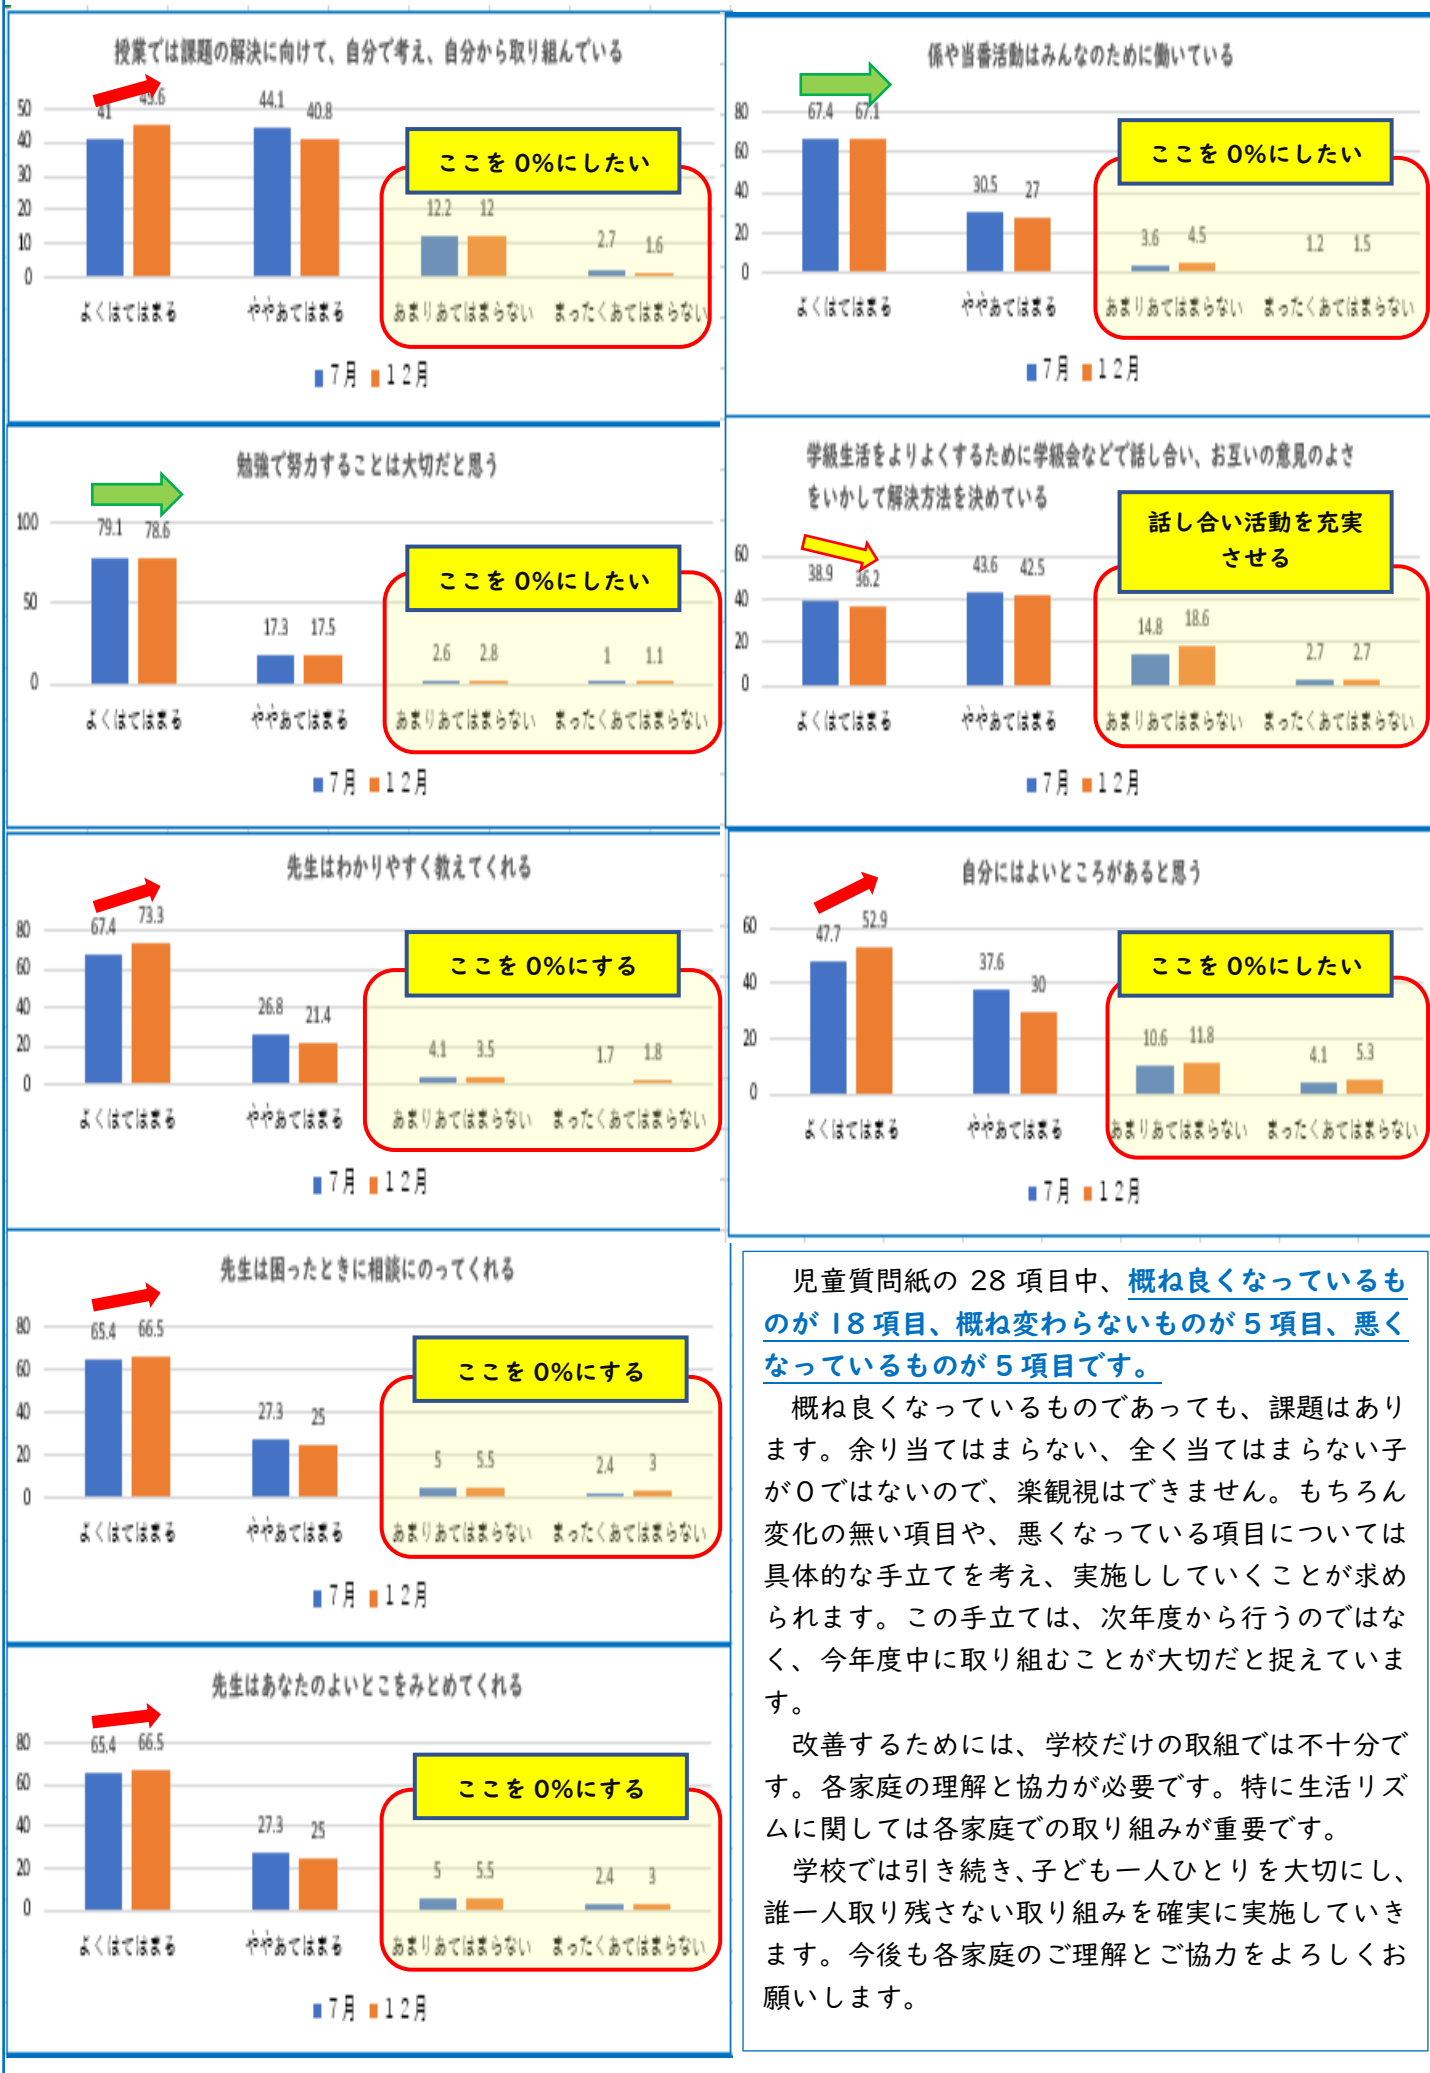 授業では課題の解決に向けて、自分で考え、自分から取り組んでいる
41
45.6
44.1
40.8
12.2
12
2.7
1.6
50
40
30
20
10
0
ここを 0%にしたい
よくはてはまる
ややあてはまる
あまりあてはまらない
まったくあてはまらない
7月
12月
勉強で努力することは大切だと思う
79.1
78.6
17.3
17.5
2.6
2.8
1
1.1
100
50
0
ここを 0%にしたい
よくはてはまる
ややあてはまる
あまりあてはまらない
まったくあてはまらない
7月
12月
先生はわかりやすく教えてくれる
67.4
73.3
26.8
21.4
4.1
3.5
1.7
1.8
80
60
40
20
0
ここを 0%にする
よくはてはまる
ややあてはまる
あまりあてはまらない
まったくあてはまらない
7月
12月
先生は困ったときに相談にのってくれる
65.4
66.5
27.3
25
5
5.5
2.4
3
80
60
40
20
0
ここを 0%にする
よくはてはまる
ややあてはまる
あまりあてはまらない
まったくあてはまらない
7月
12月
先生はあなたのよいとこをみとめてくれる
65.4
66.5
27.3
25
5
5.5
2.4
3
80
60
40
20
0
ここを 0%にする
よくはてはまる
ややあてはまる
あまりあてはまらない
まったくあてはまらない
7月
12月
係や当番活動はみんなのために働いている
67.4
67.1
30.5
27
3.6
4.5
1.2
1.5
80
60
40
20
0
ここを 0%にしたい
よくはてはまる
ややあてはまる
あまりあてはまらない
まったくあてはまらない
7月
12月
学級生活をよりよくするために学級会などで話し合い、お互いの意見のよさ
をいかして解決方法を決めている
38.9
36.2
43.6
42.5
14.8
18.6
2.7
2.7
60
40
20
0
話し合い活動を充実
させる
よくはてはまる
ややあてはまる
あまりあてはまらない
まったくあてはまらない
7月
12月
自分にはよいところがあると思う
47.7
52.9
37.6
30
10.6
11.8
4.1
5.3
60
40
20
0
ここを 0%にしたい
よくはてはまる
ややあてはまる
あまりあてはまらない
まったくあてはまらない
7月
12月
児童質問紙の 28 項目中、概ね良くなっているも
のが 18 項目、概ね変わらないものが 5 項目、悪く
なっているものが 5 項目です。
概ね良くなっているものであっても、課題はあり
ます。余り当てはまらない、全く当てはまらない子
が0ではないので、楽観視はできません。もちろん
変化の無い項目や、悪くなっている項目については
具体的な手立てを考え、実施ししていくことが求め
られます。この手立ては、次年度から行うのではな
く、今年度中に取り組むことが大切だと捉えていま
す。
改善するためには、学校だけの取組では不十分で
す。各家庭の理解と協力が必要です。特に生活リズ
ムに関しては各家庭での取り組みが重要です。
学校では引き続き、子ども一人ひとりを大切にし、
誰一人取り残さない取り組みを確実に実施していき
ます。今後も各家庭のご理解とご協力をよろしくお
願いします。